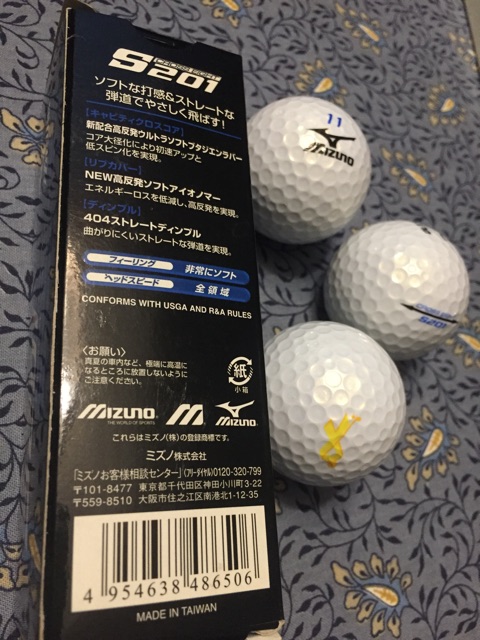 CROSS EIGHT
S201
ソフトな打感&ストレートな
弾道でやさしく飛ばす!
[キャビティクロスコア]
新配合高反発ウルトラソフトブタジエンラバー
コア大径化により初速アップと
低スピン化を実現。
[リブカバー]
NEW高反発ソフトアイオノマー
エネルギーロスを低減し、高反発を実現。
[ディンプル]
404ストレートディンプル
曲がりにくいストレートな弾道を実現。
フィーリング 非常にソフト
ヘッドスピード 全領域
CONFORMS WITH USGA AND R&A RULES
〈お願い〉
真夏の車内など、極端に高温に
なるところに放置しないように
ご注意ください。
紙
小箱
MIZUNO
THE WORLD OF SPORTS
M
MIZUNO
これらはミズノ(株)の登録商標です。
ミズノ株式会社
「ミズノお客様相談センター」(フリーダイヤル)0120-320-799
〒101-8477 東京都千代田区神田小川町3-22
〒559-8510 大阪市住之江区南港北1-12-35
4 954638 486506
MADE IN TAIWAN
11
MIZUNO
S201